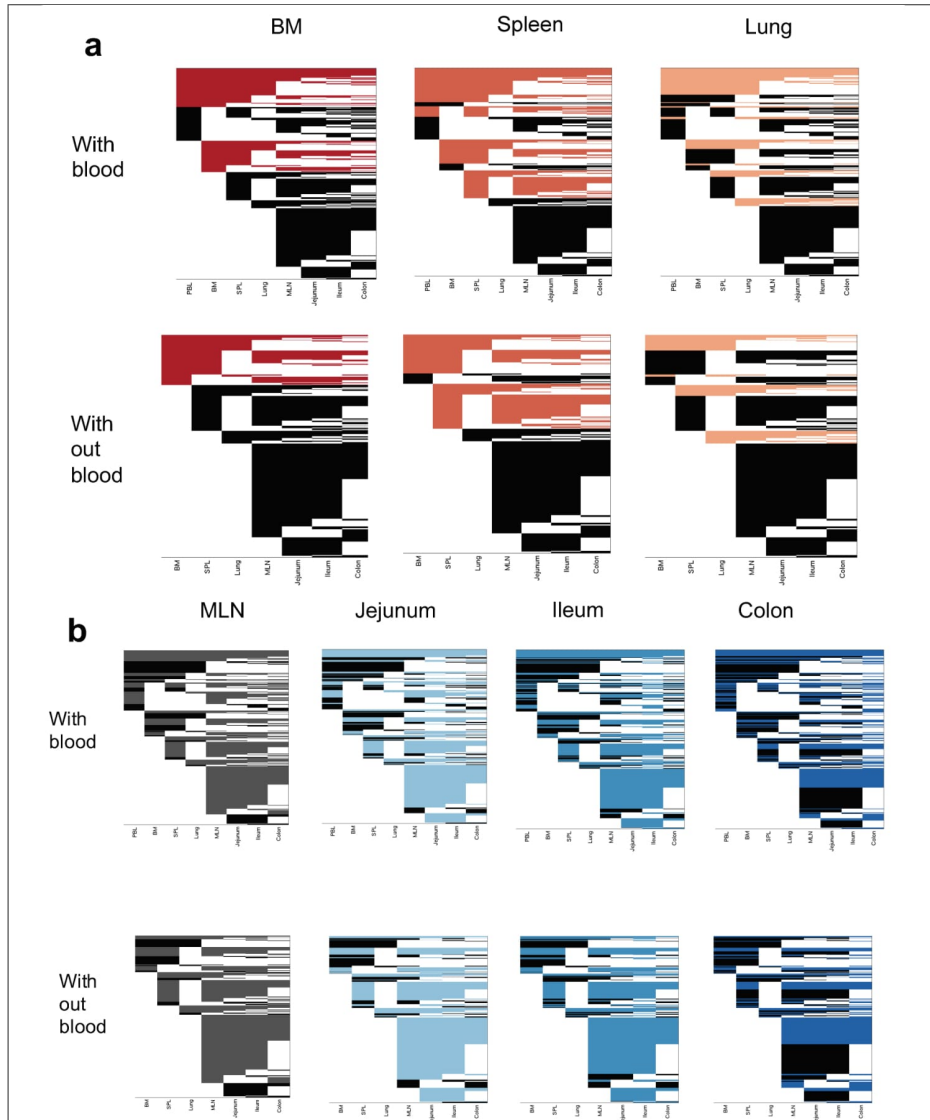 a
BM Spleen Lung
With
blood
PBL BM SPL Lung MLN Jejunum Ileum Colon
PBL BM SPL Lung MLN Jejunum Ileum Colon
PBL BM SPL Lung MLN Jejunum Ileum Colon
With
out
blood
BM SPL Lung MLN Jejunum Ileum Colon
BM SPL Lung MLN Jejunum Ileum Colon
BM SPL Lung MLN Jejunum Ileum Colon
b
MLN Jejunum Ileum Colon
With
blood
PBL BM SPL Lung MLN Jejunum Ileum Colon
PBL BM SPL Lung MLN Jejunum Ileum Colon
PBL BM SPL Lung MLN Jejunum Ileum Colon
PBL BM SPL Lung MLN Jejunum Ileum Colon
With
out
blood
BM SPL Lung MLN Jejunum Ileum Colon
BM SPL Lung MLN Jejunum Ileum Colon
BM SPL Lung MLN Jejunum Ileum Colon
BM SPL Lung MLN Jejunum Ileum Colon